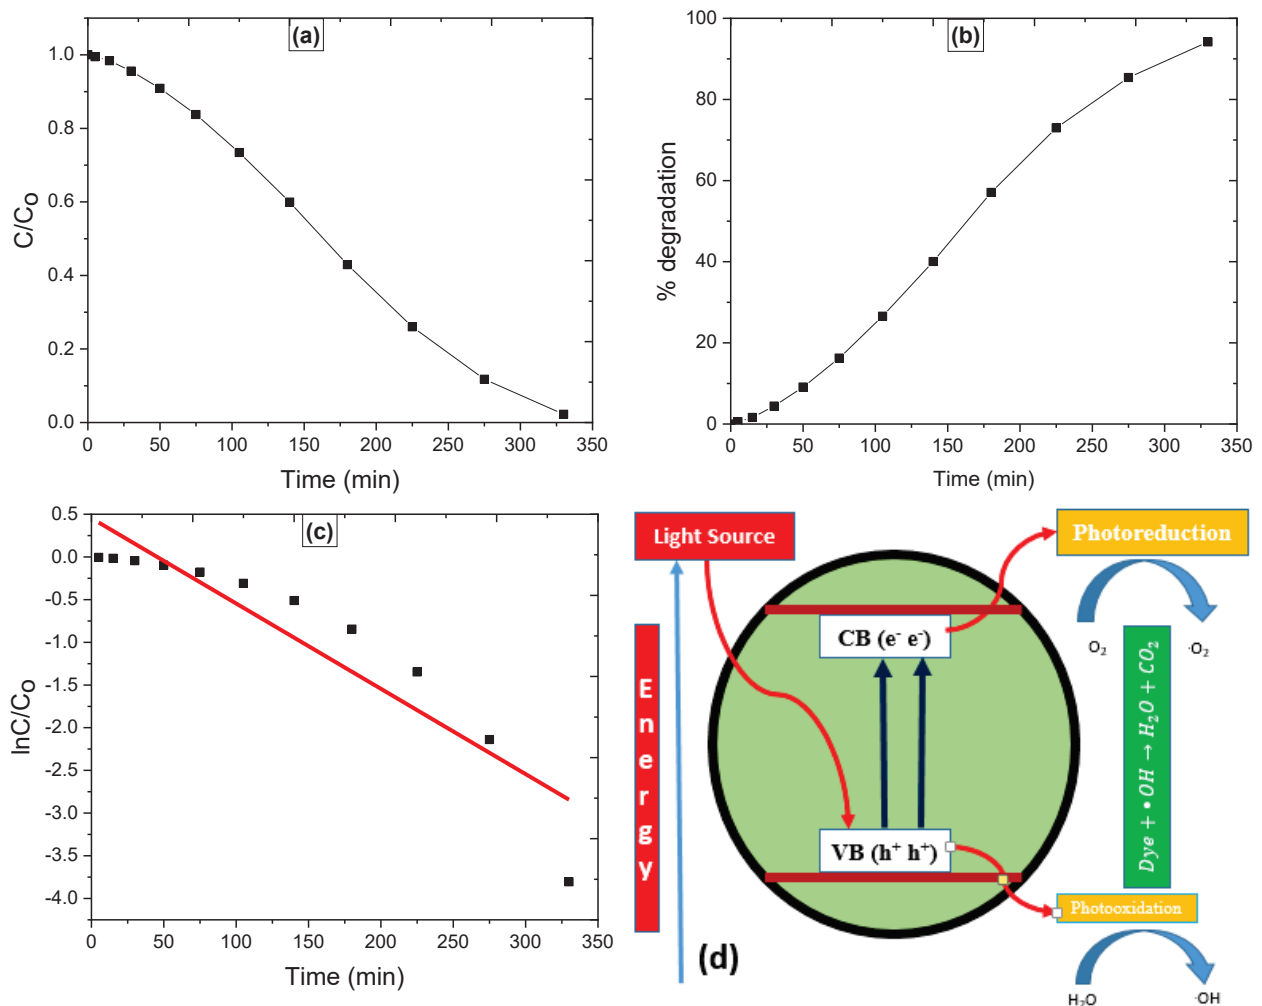 (a)
1.0
0.8
0.6
0.4
0.2
0.0
C/Co
0 50 100 150 200 250 300 350
Time (min)
(b)
100
80
60
40
20
0
% degradation
0 50 100 150 200 250 300 350
Time (min)
(c)
0.5
0.0
-0.5
-1.0
-1.5
-2.0
-2.5
-3.0
-3.5
-4.0
lnC/Co
0 50 100 150 200 250 300 350
Time (min)
Light Source
Energy
CB (e⁻ e⁻)
VB (h⁺ h⁺)
(d)
Photoreduction
O₂ ·O₂
Dye + •OH → H₂O + CO₂
Photooxidation
H₂O ·OH